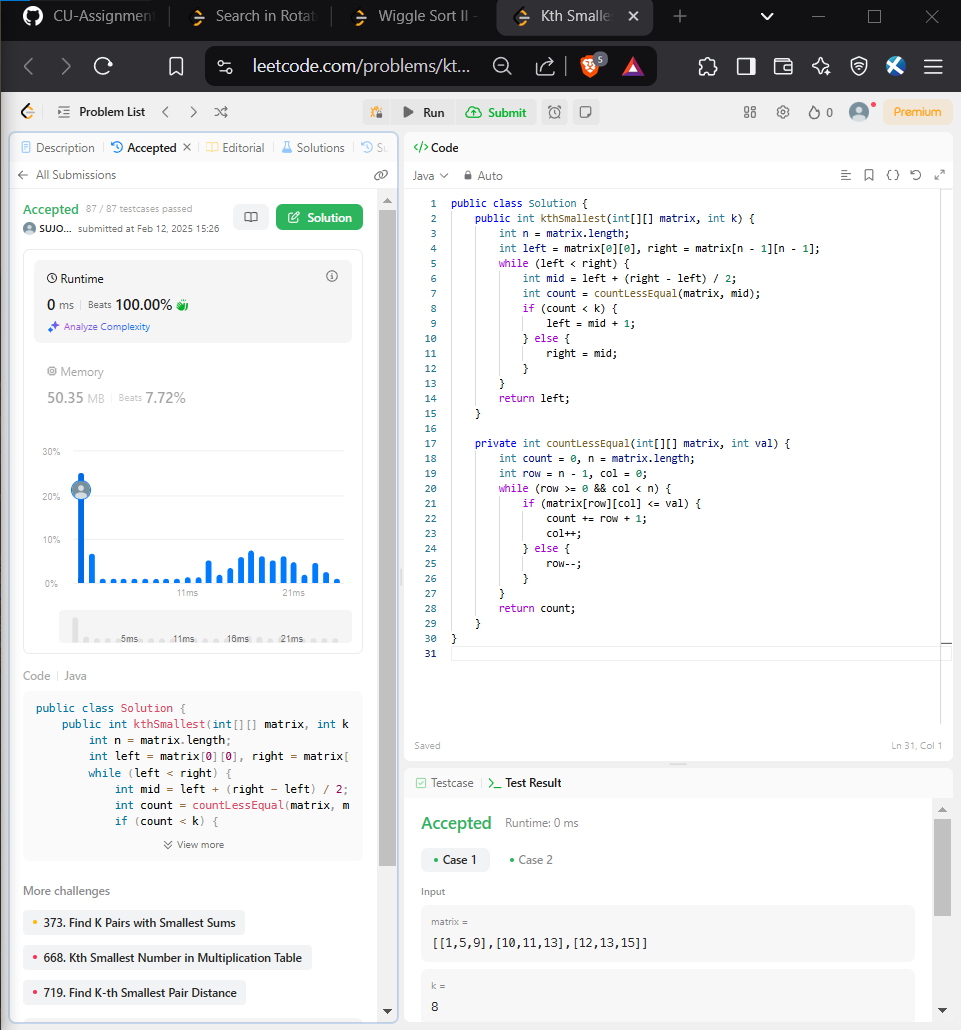 CU-Assignment
Search in Rotat
Wiggle Sort II -
Kth Smalle
leetcode.com/problems/kt...
5
Problem List
Run
Submit
0
Premium
Description
Accepted
Editorial
Solutions
Su
All Submissions
Accepted 87 / 87 testcases passed
SUJO... submitted at Feb 12, 2025 15:26
Solution
Runtime
0 ms Beats 100.00%
Analyze Complexity
Memory
50.35 MB Beats 7.72%
30%
20%
10%
0%
11ms
21ms
5ms
11ms
16ms
21ms
Code
Java
public class Solution {
public int kthSmallest(int[][] matrix, int k
int n = matrix.length;
int left = matrix[0][0], right = matrix[
while (left < right) {
int mid = left + (right - left) / 2;
int count = countLessEqual(matrix, m
if (count < k) {
View more
More challenges
373. Find K Pairs with Smallest Sums
668. Kth Smallest Number in Multiplication Table
719. Find K-th Smallest Pair Distance
</> Code
Java
Auto
1 public class Solution {
2 public int kthSmallest(int[][] matrix, int k) {
3 int n = matrix.length;
4 int left = matrix[0][0], right = matrix[n - 1][n - 1];
5 while (left < right) {
6 int mid = left + (right - left) / 2;
7 int count = countLessEqual(matrix, mid);
8 if (count < k) {
9 left = mid + 1;
10 } else {
11 right = mid;
12 }
13 }
14 return left;
15 }
16
17 private int countLessEqual(int[][] matrix, int val) {
18 int count = 0, n = matrix.length;
19 int row = n - 1, col = 0;
20 while (row >= 0 && col < n) {
21 if (matrix[row][col] <= val) {
22 count += row + 1;
23 col++;
24 } else {
25 row--;
26 }
27 }
28 return count;
29 }
30 }
31
Saved
Ln 31, Col 1
Testcase
Test Result
Accepted Runtime: 0 ms
Case 1
Case 2
Input
matrix =
[[1,5,9],[10,11,13],[12,13,15]]
k =
8